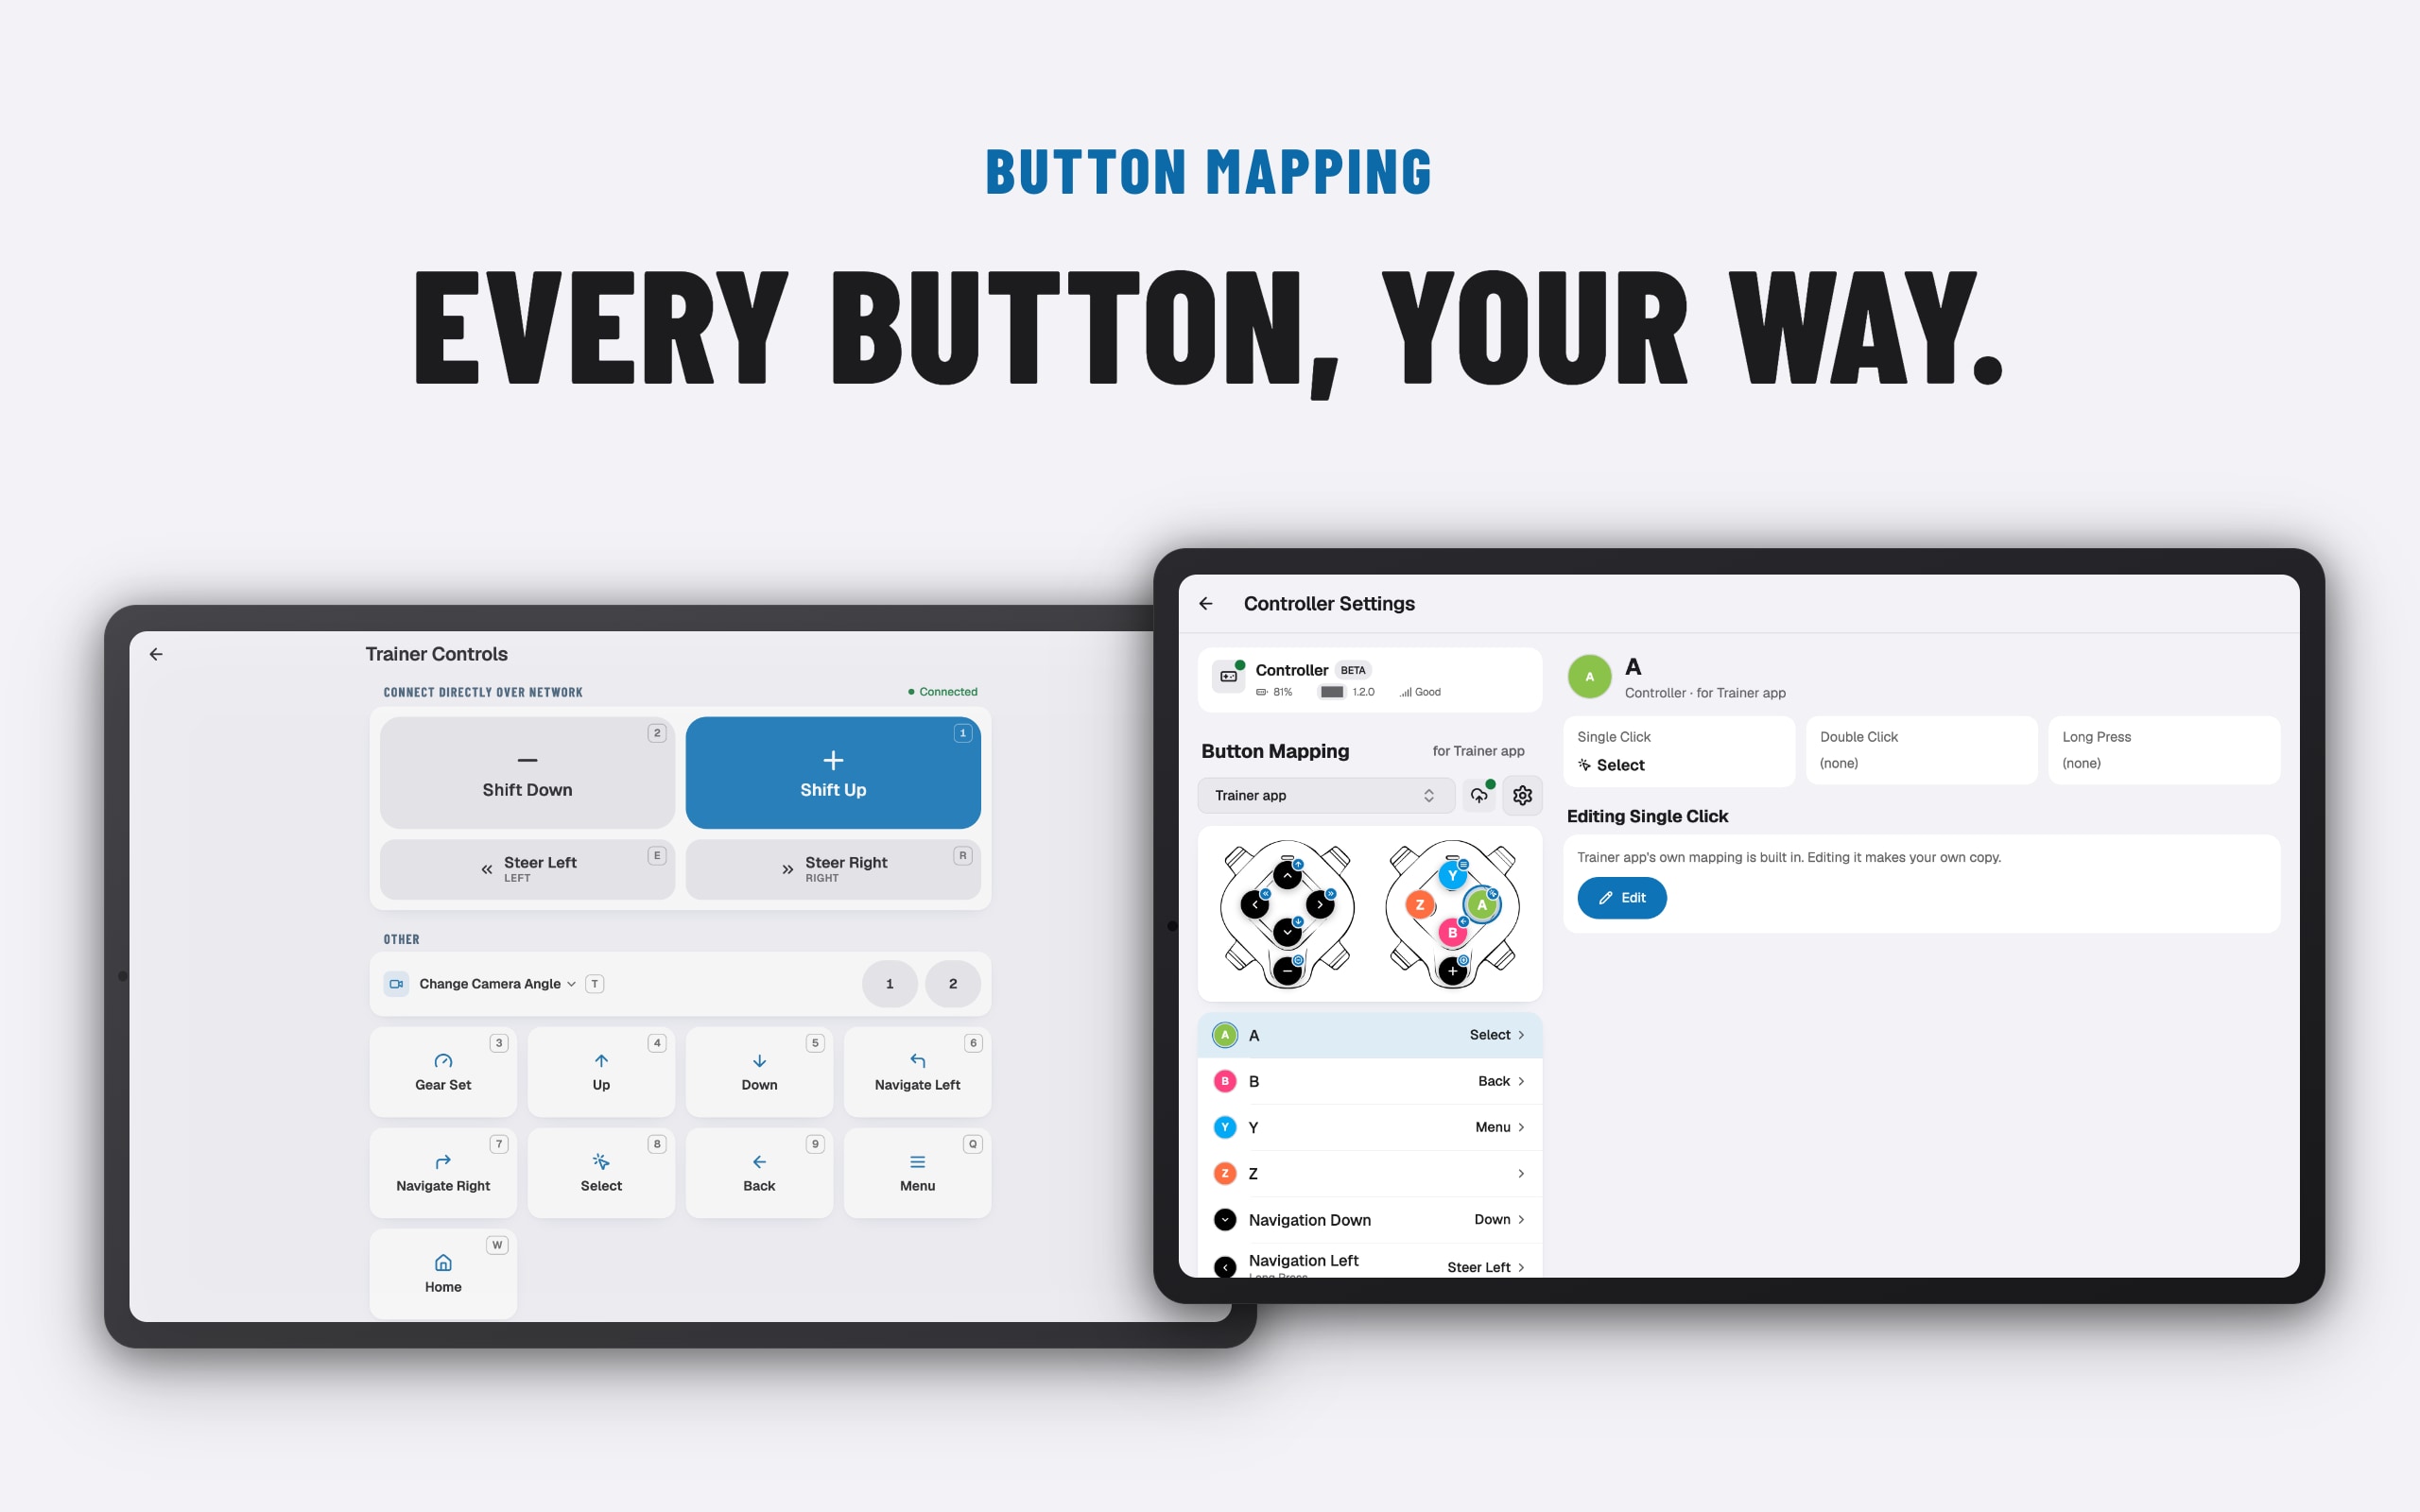 BUTTON MAPPING
EVERY BUTTON, YOUR WAY.
Trainer Controls
CONNECT DIRECTLY OVER NETWORK
Connected
2
Shift Down
1
Shift Up
Steer Left
LEFT
E
Steer Right
RIGHT
R
OTHER
Change Camera Angle
T
1
2
3
Gear Set
4
Up
5
Down
6
Navigate Left
7
Navigate Right
8
Select
9
Back
Q
Menu
W
Home
Controller Settings
Controller BETA
81%
1.2.0
Good
Button Mapping
for Trainer app
Trainer app
Y
Z
A
B
A A Select
B B Back
Y Y Menu
Z Z
Navigation Down Down
Navigation Left Steer Left
Long Press
A
A
Controller · for Trainer app
Single Click
Select
Double Click
(none)
Long Press
(none)
Editing Single Click
Trainer app's own mapping is built in. Editing it makes your own copy.
Edit